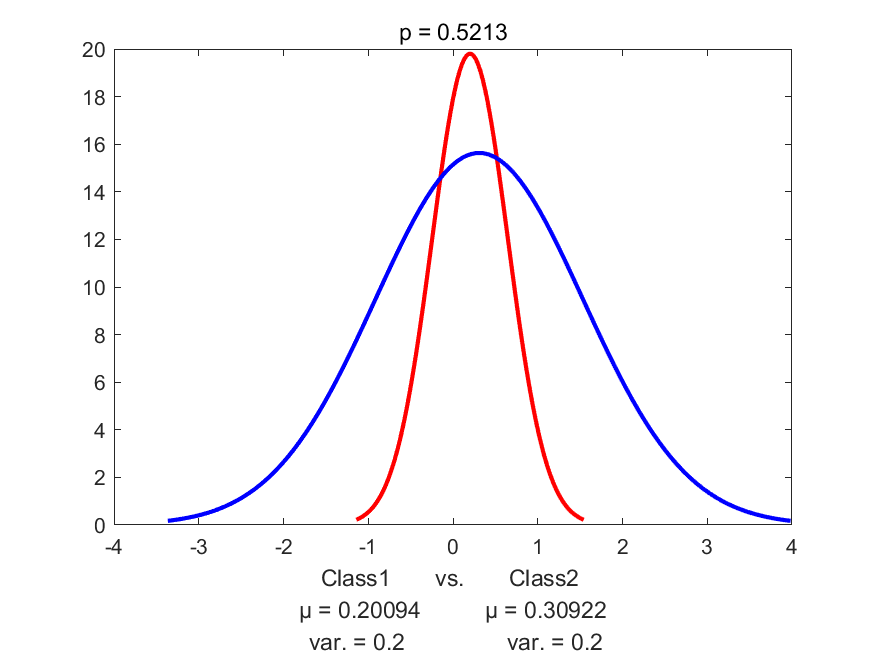 p = 0.5213
20
18
16
14
12
10
8
6
4
2
0
-4 -3 -2 -1 0 1 2 3 4
Class1 vs. Class2
μ = 0.20094 μ = 0.30922
var. = 0.2 var. = 0.2